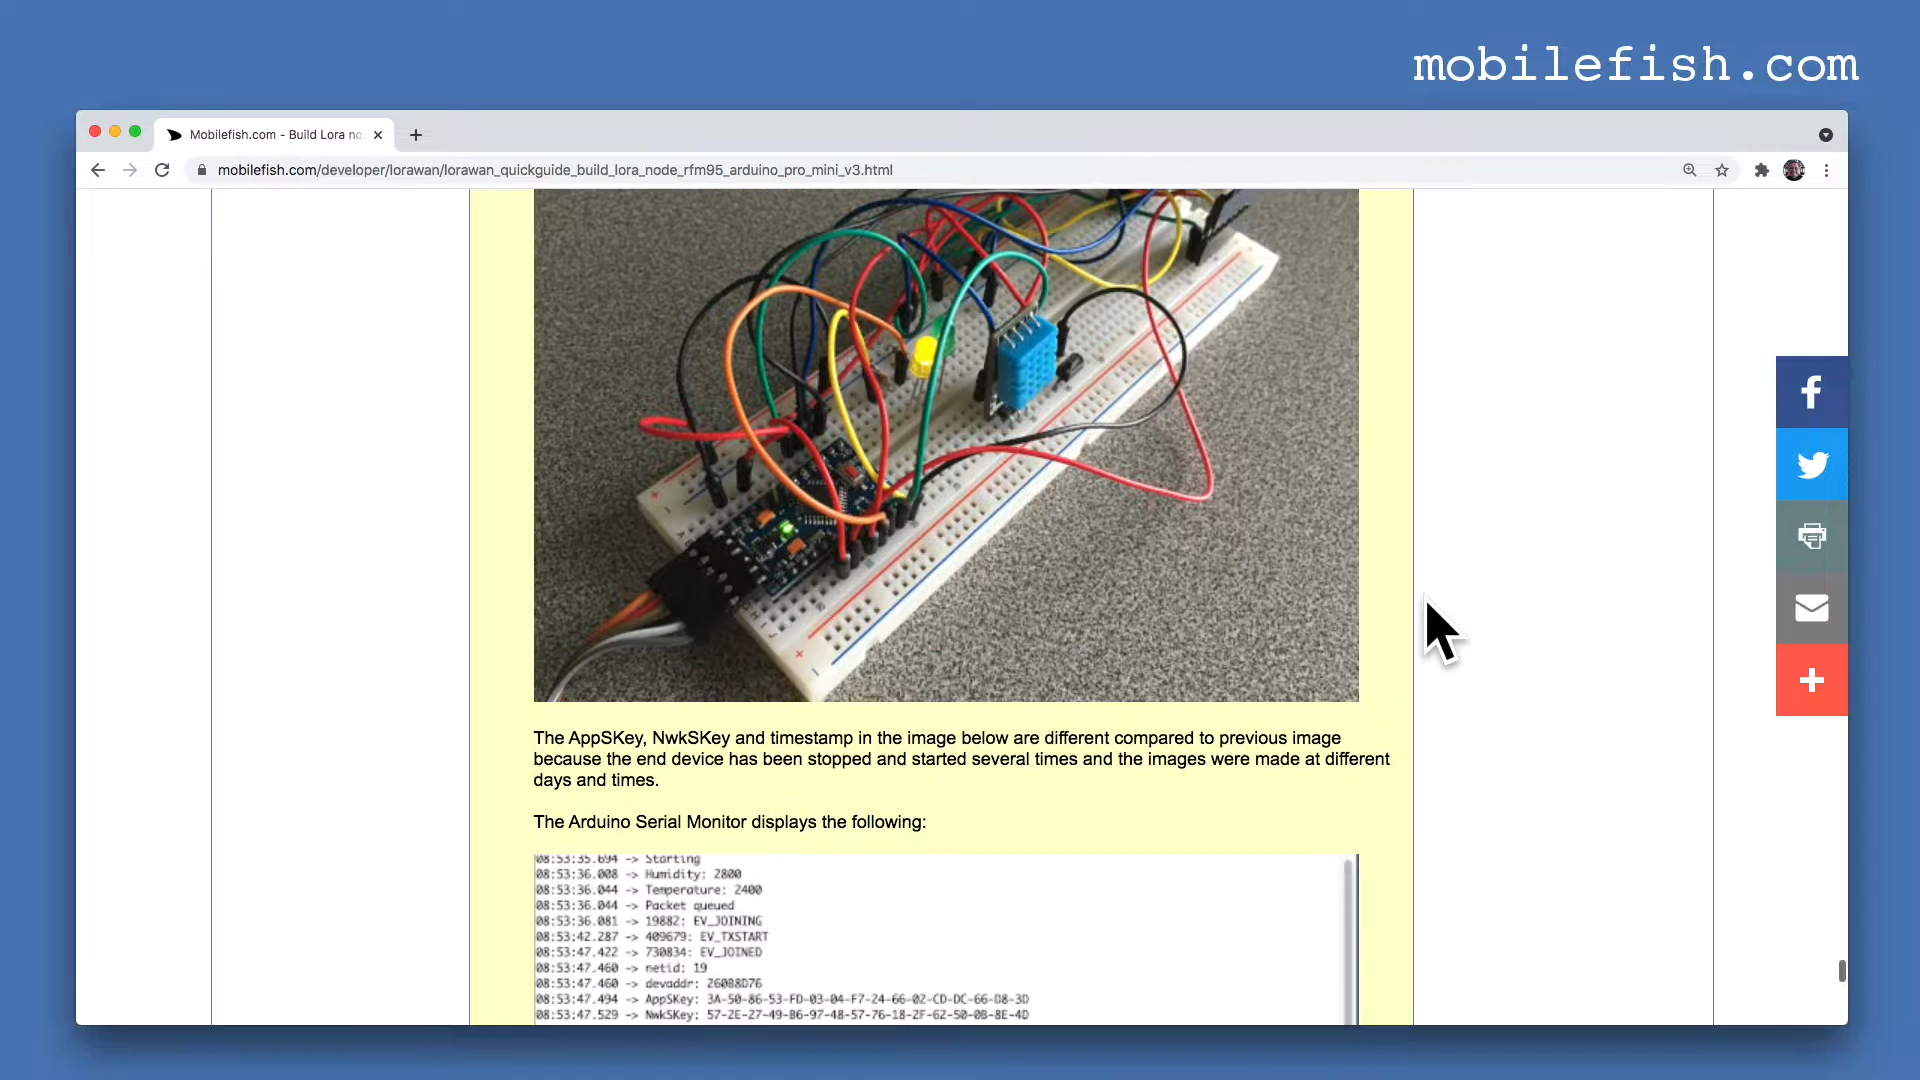 mobilefish.com
Mobilefish.com - Build Lora no
mobilefish.com/developer/lorawan/lorawan_quickguide_build_lora_node_rfm95_arduino_pro_mini_v3.html
The AppSKey, NwkSKey and timestamp in the image below are different compared to previous image
because the end device has been stopped and started several times and the images were made at different
days and times.
The Arduino Serial Monitor displays the following:
08:53:35.694 -> Starting
08:53:36.008 -> Humidity: 2800
08:53:36.044 -> Temperature: 2400
08:53:36.044 -> Packet queued
08:53:36.081 -> 19882: EV_JOINING
08:53:42.287 -> 409679: EV_TXSTART
08:53:47.422 -> 730834: EV_JOINED
08:53:47.460 -> netid: 19
08:53:47.460 -> devaddr: 260B8D76
08:53:47.494 -> AppSKey: 3A-50-86-53-FD-03-04-F7-24-66-02-CD-DC-66-D8-3D
08:53:47.529 -> NwkSKey: 57-2E-27-49-B6-97-48-57-76-18-2F-62-50-0B-8E-4D